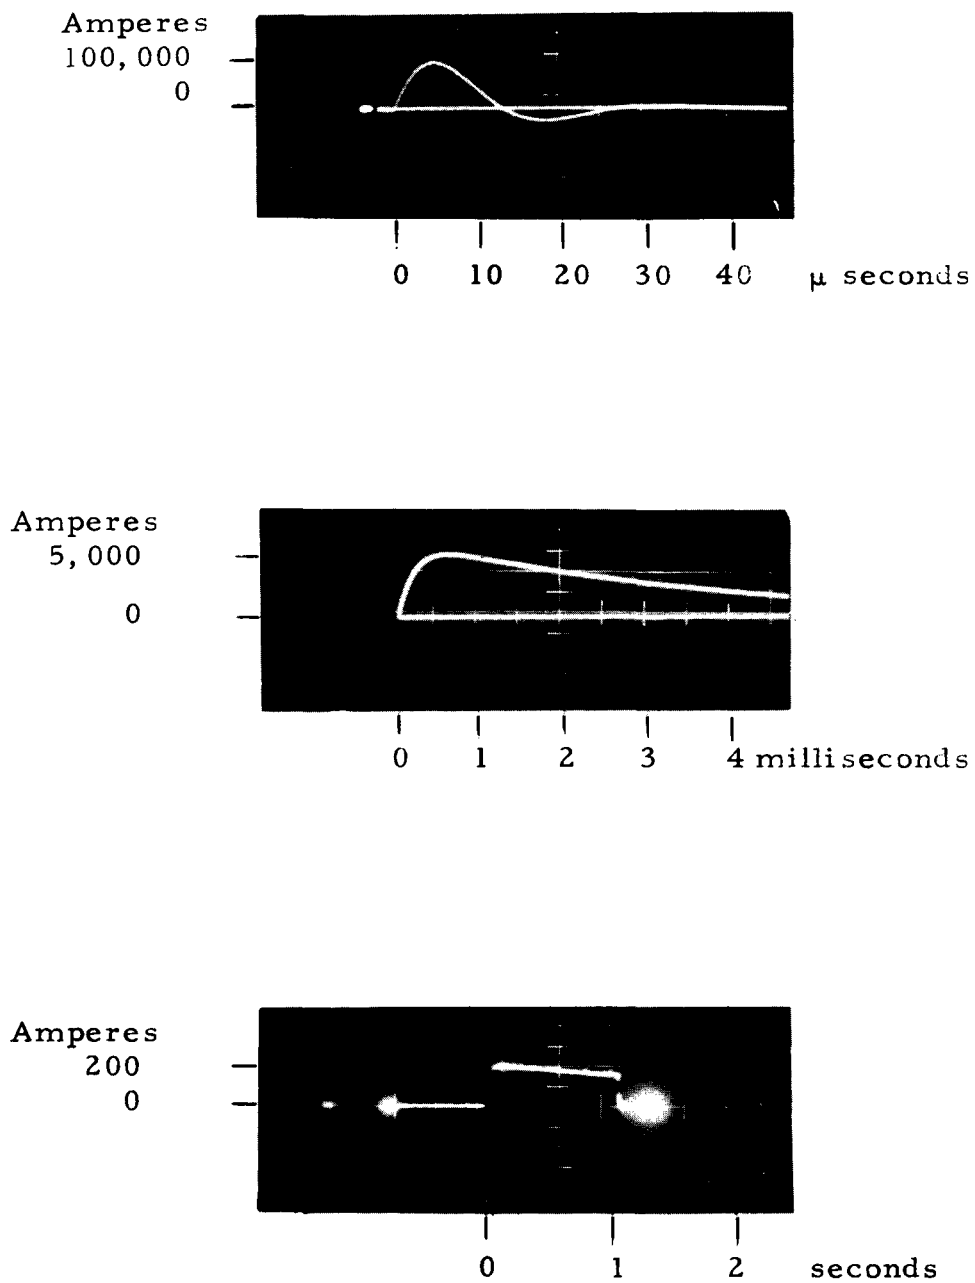 Amperes
100,000
0
0 10 20 30 40 μ seconds
Amperes
5,000
0
0 1 2 3 4 milliseconds
Amperes
200
0
0 1 2 seconds